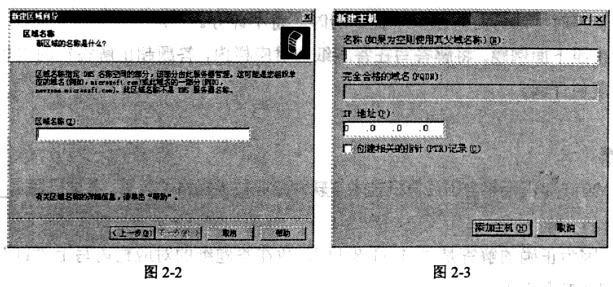 新建区域向导
区域名称
新区域的名称是什么?
区域名称指定 DNS 名称空间的部分，该部分由此服务器管理。这可能是您组织单
位的域名(例如，microsoft.com)或此域名的一部分(例如，
newzone.microsoft.com)。此区域名称不是 DNS 服务器名称。
区域名称(Z):
有关区域名称的详细信息，请单击“帮助”。
<上一步(B)
下一步(N)>
取消
帮助
图 2-2
新建主机
名称(如果为空则使用其父域名称)(N):
完全合格的域名(FQDN):
IP 地址(P):
0 .0 .0 .0
创建相关的指针(PTR)记录(C)
添加主机(H)
取消
图 2-3